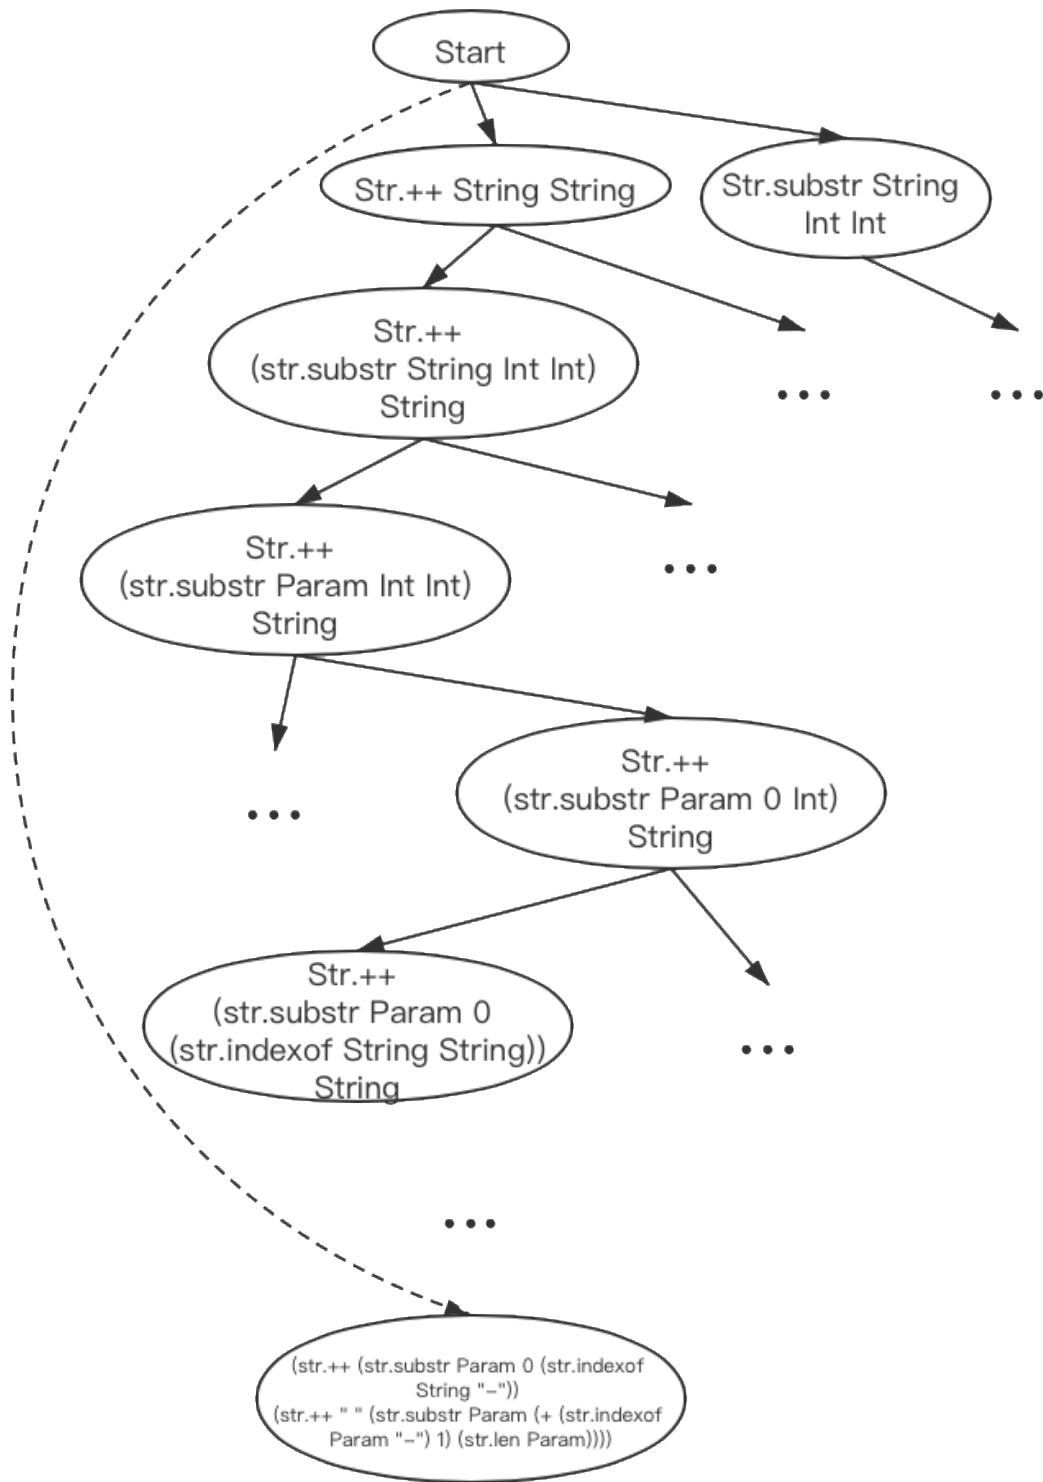 Start
Str.++ String String
Str.substr String
Int Int
Str.++
(str.substr String Int Int)
String
• • •
• • •
Str.++
(str.substr Param Int Int)
String
• • •
Str.++
(str.substr Param 0 Int)
String
• • •
Str.++
(str.substr Param 0
(str.indexof String String))
String
• • •
• • •
(str.++ (str.substr Param 0 (str.indexof
String "-"))
(str.++ " " (str.substr Param (+ (str.indexof
Param "-") 1) (str.len Param))))